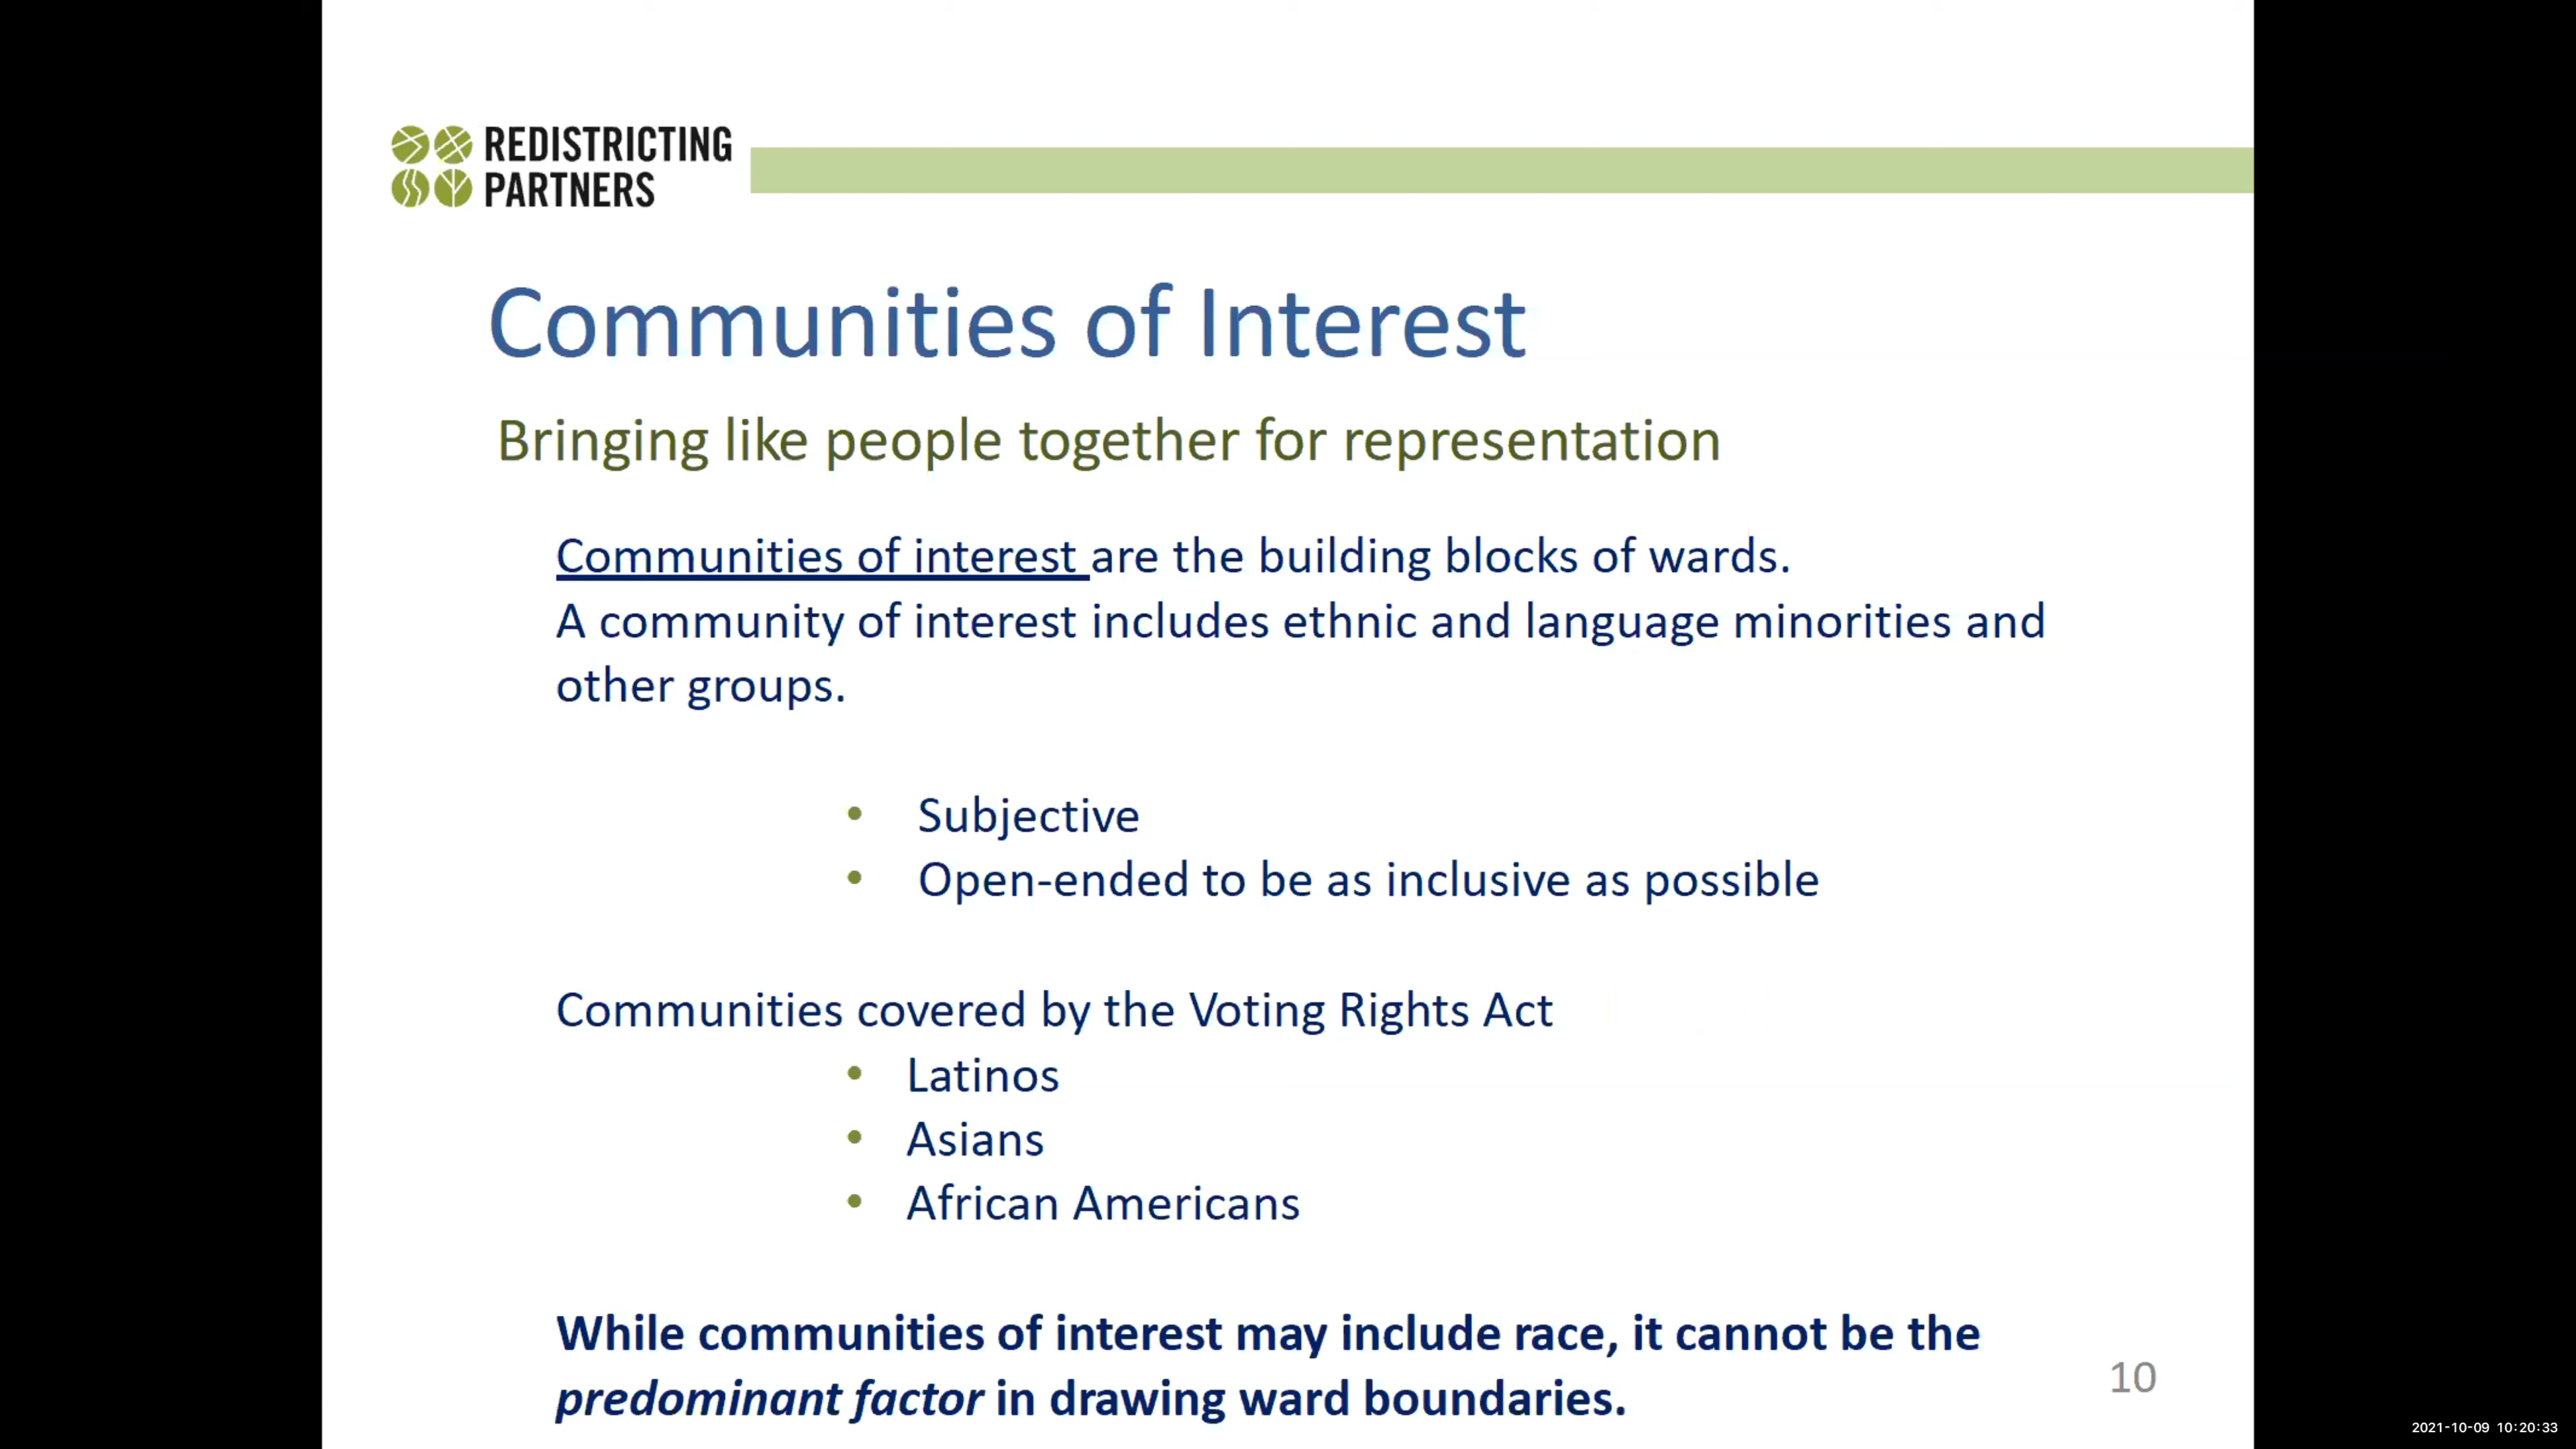 REDISTRICTING
PARTNERS
Communities of Interest
Bringing like people together for representation
Communities of interest are the building blocks of wards.
A community of interest includes ethnic and language minorities and
other groups.
• Subjective
• Open-ended to be as inclusive as possible
Communities covered by the Voting Rights Act
• Latinos
• Asians
• African Americans
While communities of interest may include race, it cannot be the
predominant factor in drawing ward boundaries.
10
2021-10-09 10:20:33